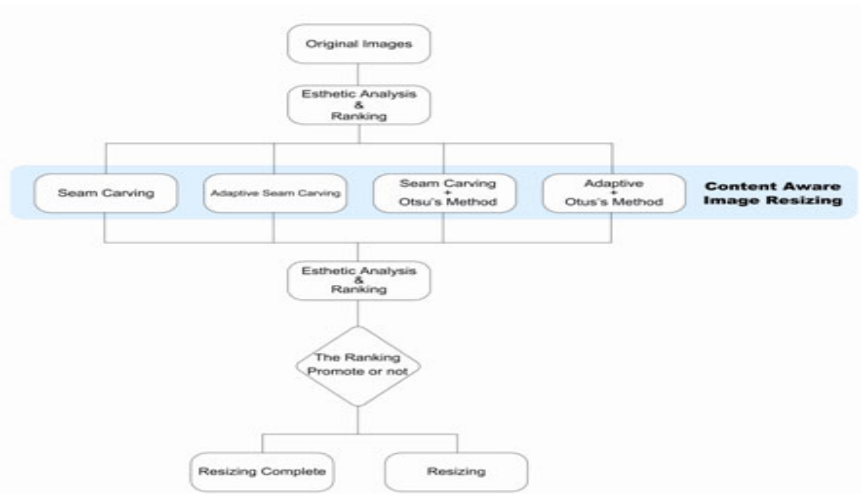 Original Images
Esthetic Analysis
&
Ranking
Seam Carving
Adaptive Seam Carving
Seam Carving
+
Otsu's Method
Adaptive
+
Otus's Method
Content Aware
Image Resizing
Esthetic Analysis
&
Ranking
The Ranking
Promote or not
Resizing Complete
Resizing